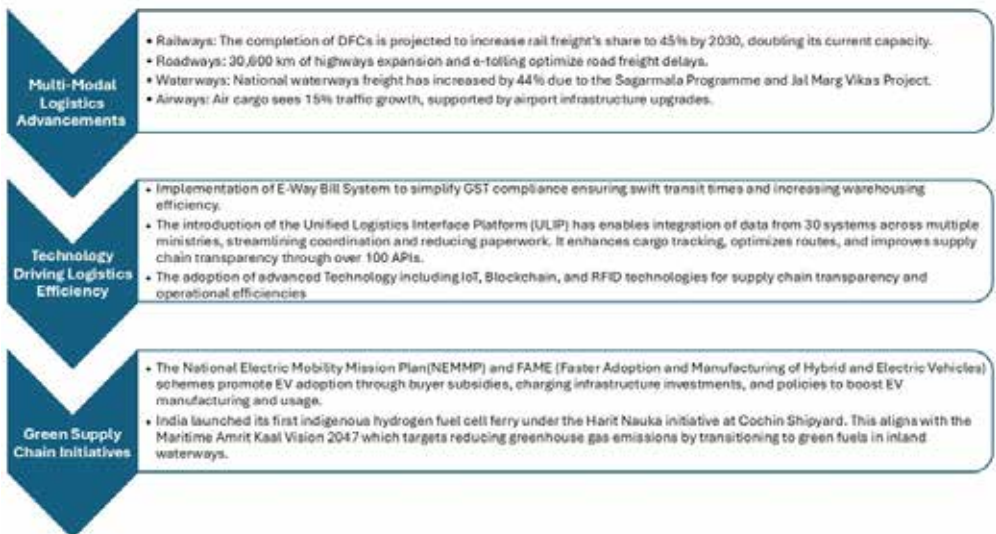 Multi-Modal
Logistics
Advancements
• Railways: The completion of DFCs is projected to increase rail freight's share to 45% by 2030, doubling its current capacity.
• Roadways: 30,600 km of highways expansion and e-tolling optimize road freight delays.
• Waterways: National waterways freight has increased by 44% due to the Sagarmala Programme and Jal Marg Vikas Project.
• Airways: Air cargo sees 15% traffic growth, supported by airport infrastructure upgrades.
Technology
Driving Logistics
Efficiency
• Implementation of E-Way Bill System to simplify GST compliance ensuring swift transit times and increasing warehousing
efficiency.
• The introduction of the Unified Logistics Interface Platform (ULIP) has enables integration of data from 30 systems across multiple
ministries, streamlining coordination and reducing paperwork. It enhances cargo tracking, optimizes routes, and improves supply
chain transparency through over 100 APIs.
• The adoption of advanced Technology including IoT, Blockchain, and RFID technologies for supply chain transparency and
operational efficiencies
Green Supply
Chain Initiatives
• The National Electric Mobility Mission Plan(NEMMP) and FAME (Faster Adoption and Manufacturing of Hybrid and Electric Vehicles)
schemes promote EV adoption through buyer subsidies, charging infrastructure investments, and policies to boost EV
manufacturing and usage.
• India launched its first indigenous hydrogen fuel cell ferry under the Harit Nauka initiative at Cochin Shipyard. This aligns with the
Maritime Amrit Kaal Vision 2047 which targets reducing greenhouse gas emissions by transitioning to green fuels in inland
waterways.